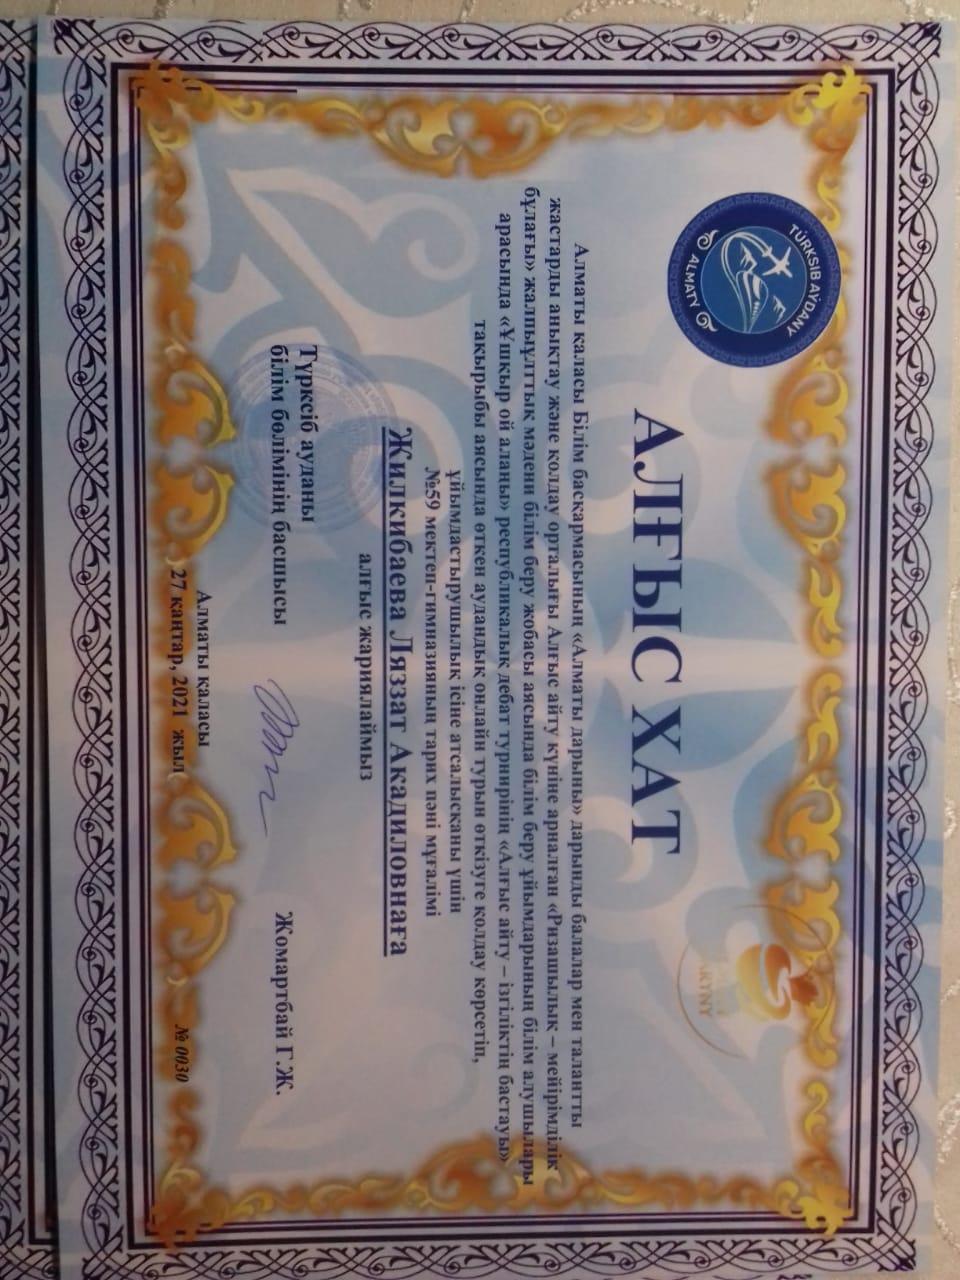 TÚRKSIB AÝDANY
ALMATY
АЛҒЫС ХАТ
Алматы қаласы Білім басқармасының «Алматы дарыны» дарынды балалар мен талантты
жастарды анықтау және қолдау орталығы Алғыс айту күніне арналған «Ризашылық – мейірімділік
бұлағы» жалпыұлттық мәдени білім беру жобасы аясында білім беру ұйымдарының білім алушылары
арасында «Ұшқыр ой алаңы» республикалық дебат турнирінің «Алғыс айту – ізгіліктің бастауы»
тақырыбы аясында өткен аудандық онлайн турын өткізуге қолдау көрсетіп,
ұйымдастырушылық ісіне атсалысқаны үшін
№59 мектеп-гимназияның тарих пәні мұғалімі
Жилкибаева Ляззат Акадиловнаға
алғыс жариялаймыз
Түрксіб ауданы
білім бөлімінің басшысы
Жомартбай Г.Ж.
Алматы қаласы
27 қаңтар, 2021 жыл
№ 0030